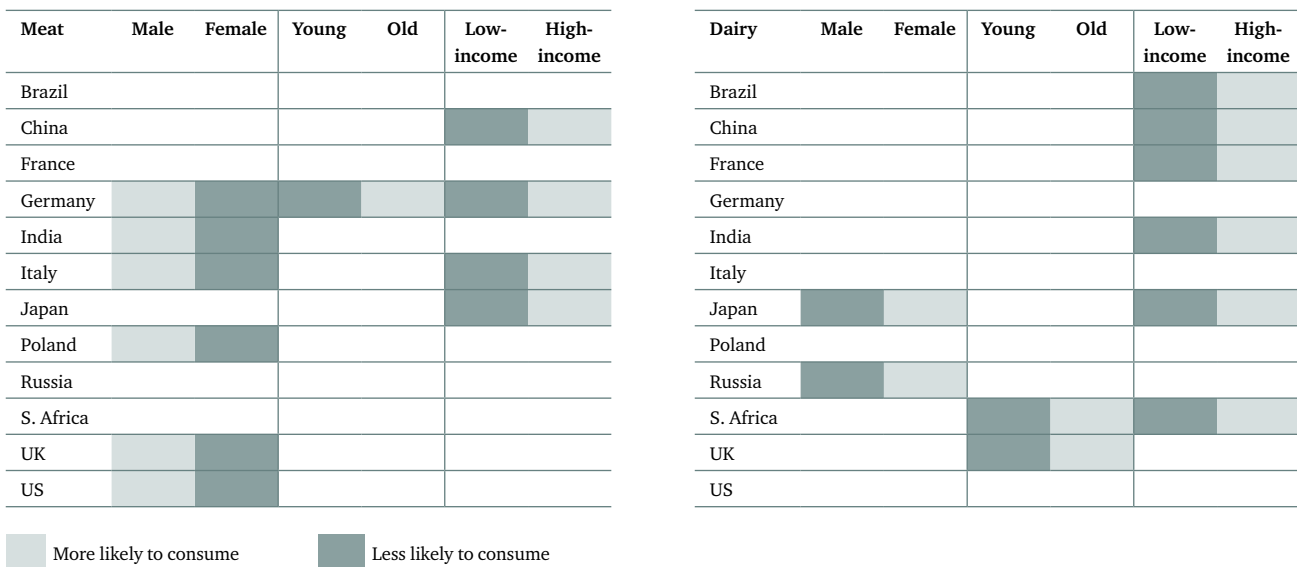 Meat Male Female Young Old Low-income High-income
Brazil
China
France
Germany
India
Italy
Japan
Poland
Russia
S. Africa
UK
US
Dairy Male Female Young Old Low-income High-income
Brazil
China
France
Germany
India
Italy
Japan
Poland
Russia
S. Africa
UK
US
More likely to consume Less likely to consume